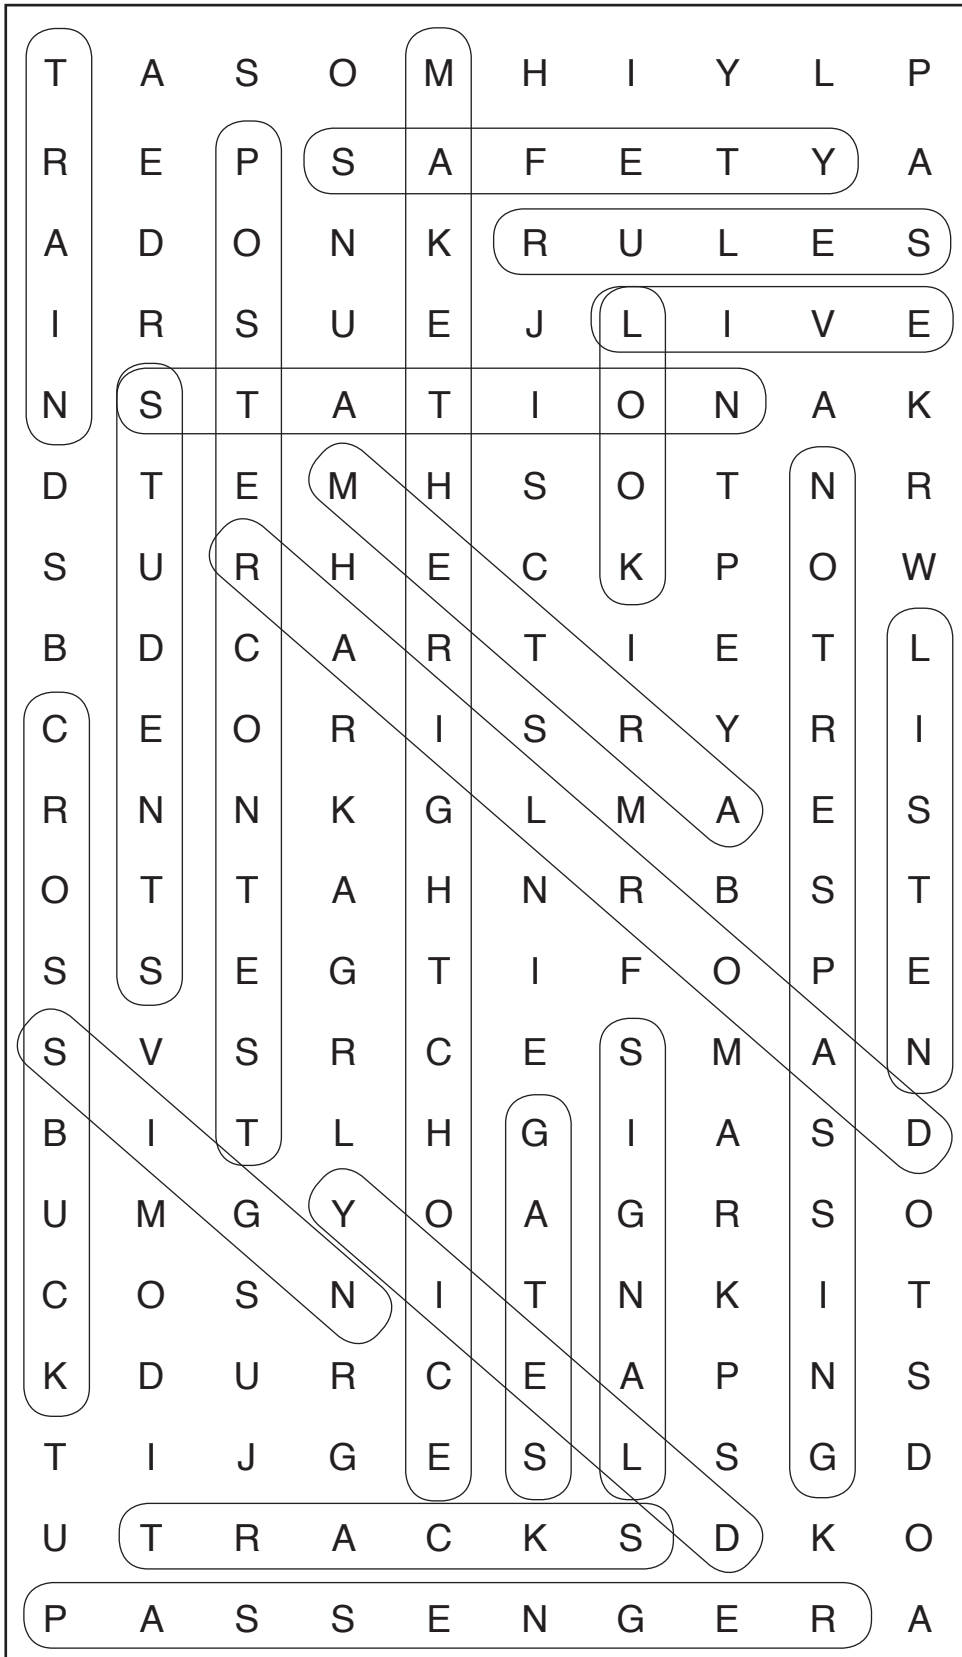 T A S O M H I Y L P
R E P S A F E T Y A
A D O N K R U L E S
I R S U E J L I V E
N S T A T I O N A K
D T E M H S O T N R
S U R H E C K P O W
B D C A R T I E T L
C E O R I S R Y R I
R N N K G L M A E S
O T T A H N R B S T
S S E G T I F O P E
S V S R C E S M A N
B I T L H G I A S D
U M G Y O A G R S O
C O S N I T N K I T
K D U R C E A P N S
T I J G E S L S G D
U T R A C K S D K O
P A S S E N G E R A